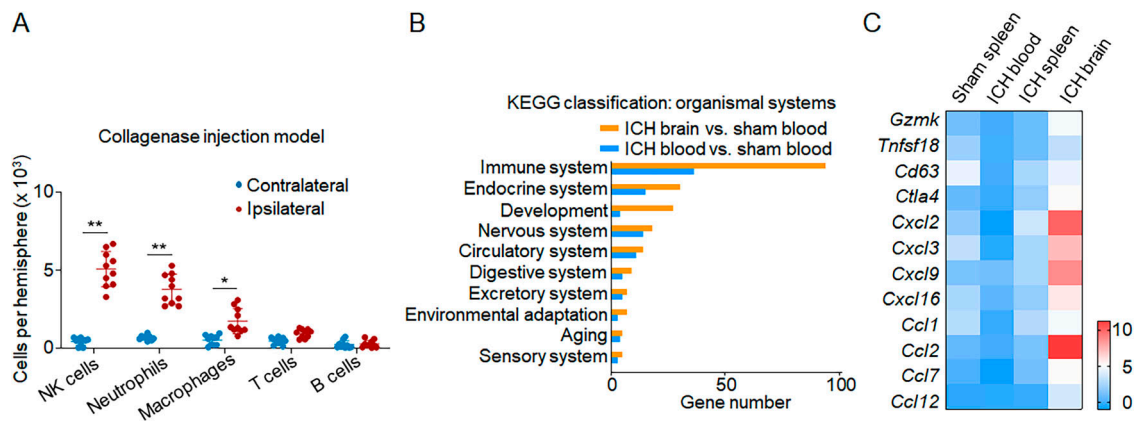 A
Collagenase injection model
Contralateral
Ipsilateral
Cells per hemisphere (x 10³)
10
5
0
**
**
*
NK cells
Neutrophils
Macrophages
T cells
B cells
B
KEGG classification: organismal systems
ICH brain vs. sham blood
ICH blood vs. sham blood
Immune system
Endocrine system
Development
Nervous system
Circulatory system
Digestive system
Excretory system
Environmental adaptation
Aging
Sensory system
0
100
Gene number
C
Sham spleen
ICH blood
ICH spleen
ICH brain
Gzmk
Tnfsf18
Cd63
Ctla4
Cxcl2
Cxcl3
Cxcl9
Cxcl16
Ccl1
Ccl2
Ccl7
Ccl12
10
5
0